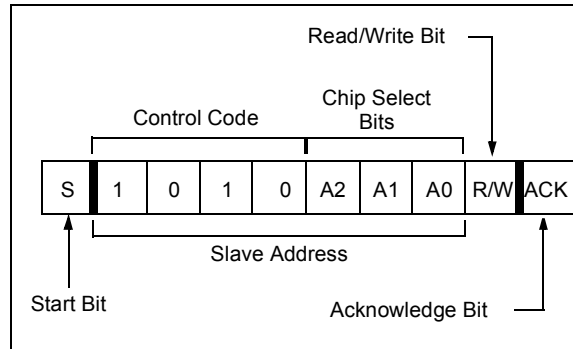 Read/Write Bit
Chip Select
Control Code Bits
S 1 0 1 0 A2 A1 A0 R/W ACK
Slave Address
Start Bit
Acknowledge Bit